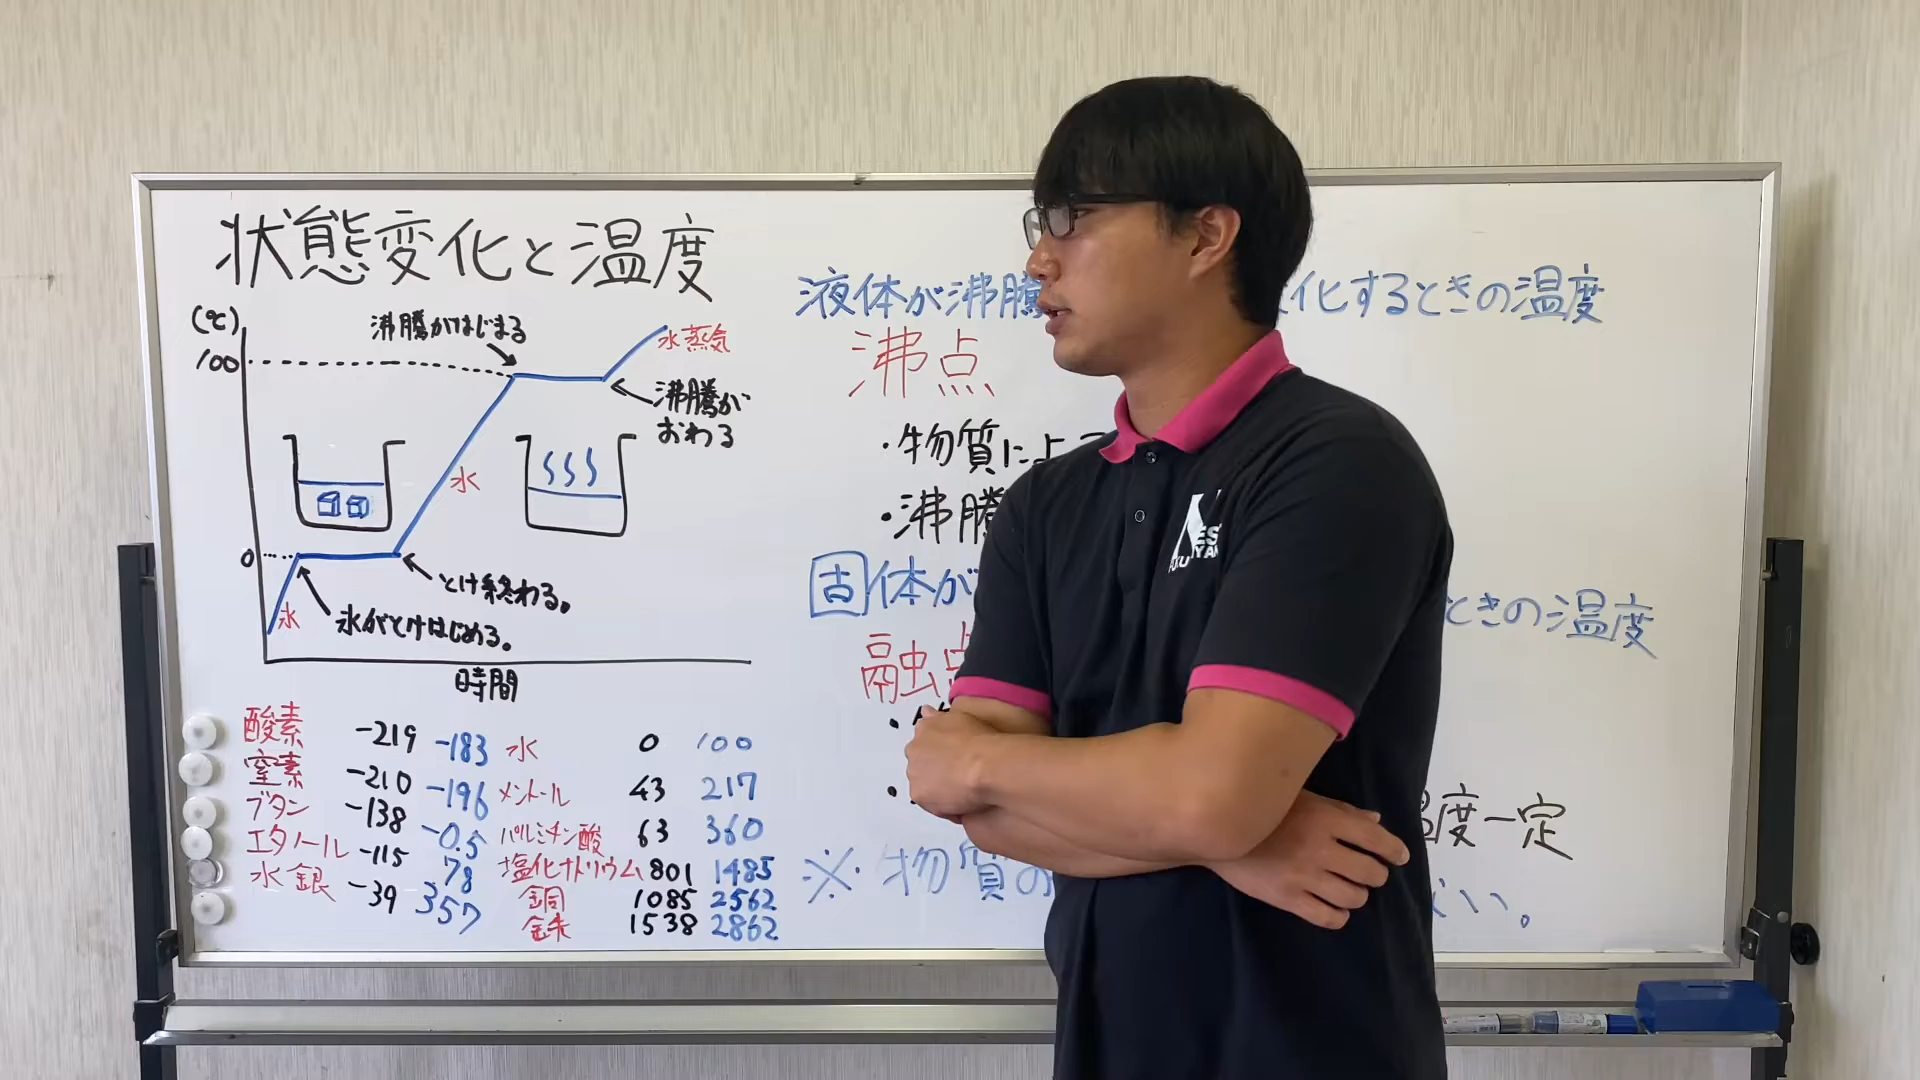 状態変化と温度
(℃)
100
0
沸騰がはじまる
水蒸気
沸騰が
おわる
水
とけ終わる。
氷がとけはじめる。
氷
時間
酸素 -219 -183
窒素 -210 -196
ブタン -138 -0.5
エタノール -115 78
水銀 -39 357
水 0 100
メントール 43 217
パルミチン酸 63 360
塩化ナトリウム 801 1485
銅 1085 2562
鉄 1538 2862
液体が沸騰 化するときの温度
沸点
・物質によっ
・沸騰
固体が ときの温度
融点
温度一定
※物質の ない。